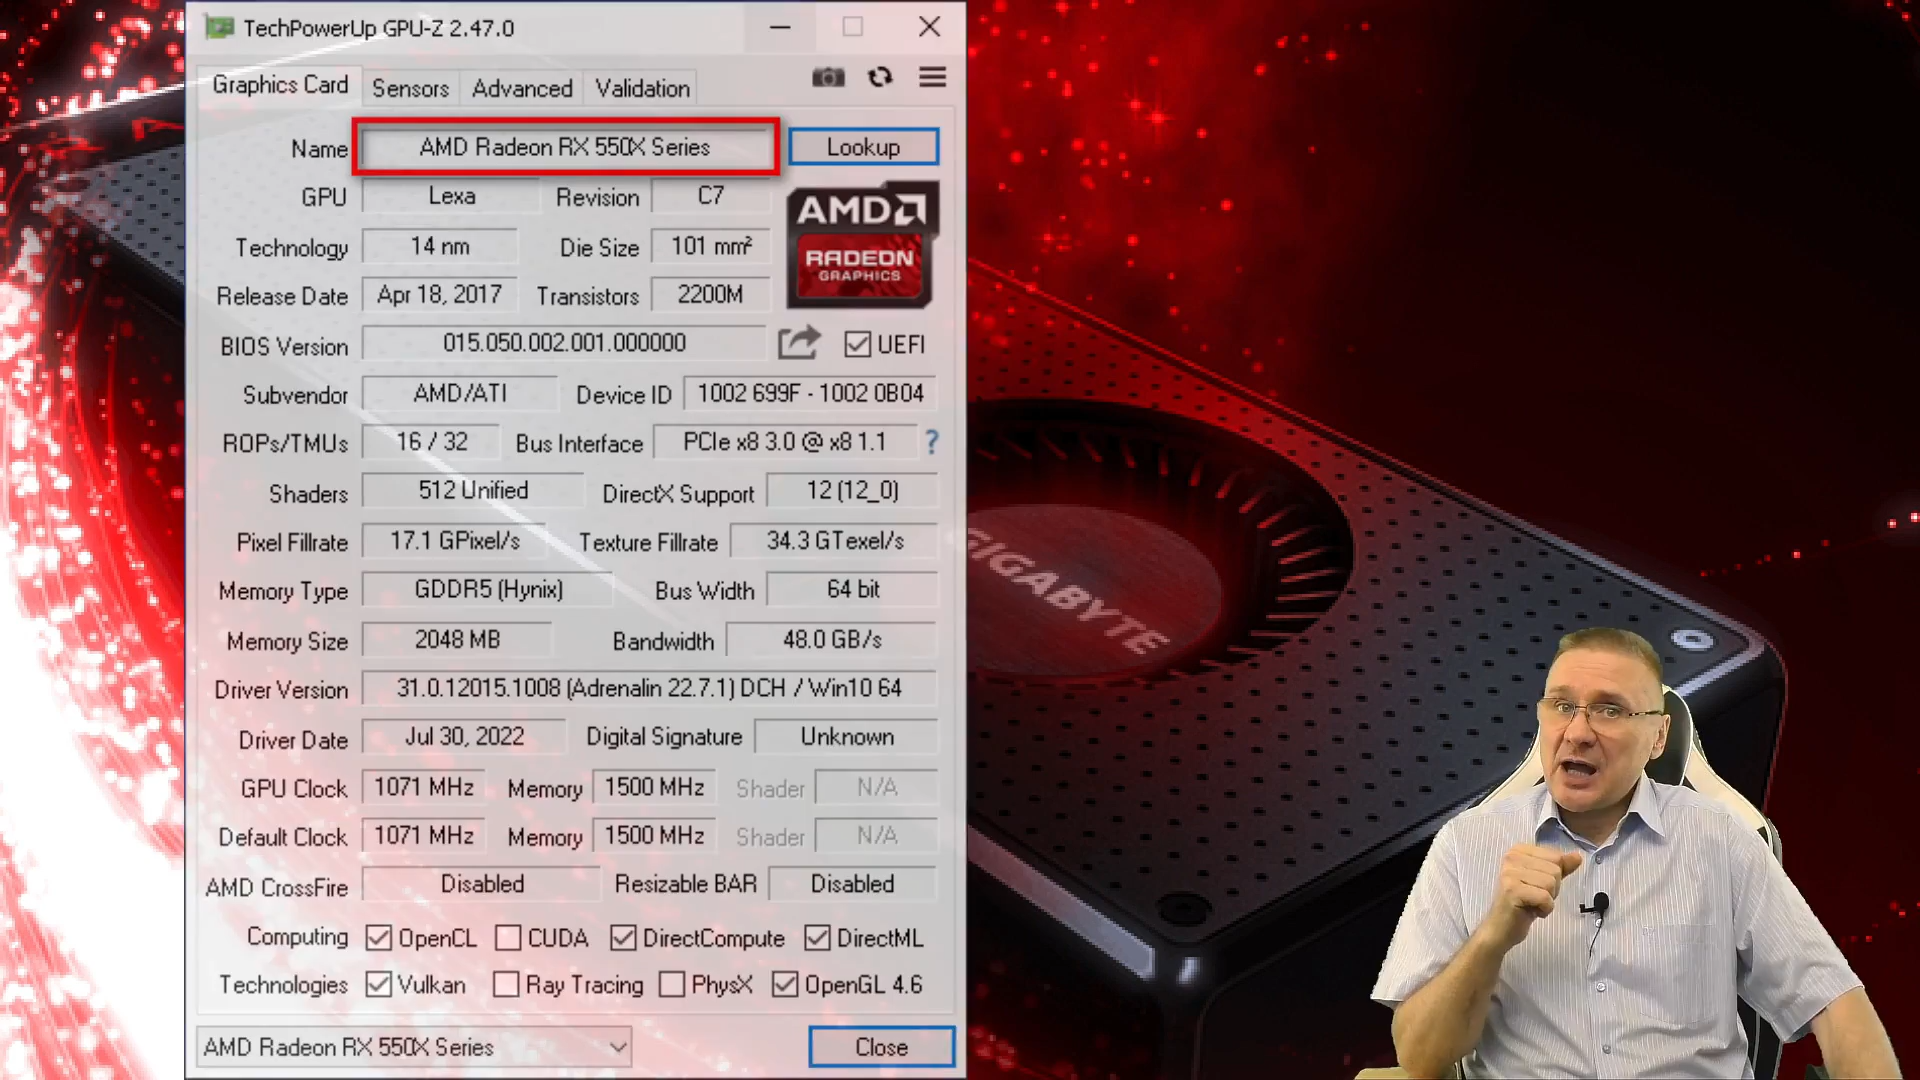 TechPowerUp GPU-Z 2.47.0
Graphics Card Sensors Advanced Validation
Name AMD Radeon RX 550X Series Lookup
GPU Lexa Revision C7
Technology 14 nm Die Size 101 mm²
Release Date Apr 18, 2017 Transistors 2200M
BIOS Version 015.050.002.001.000000 UEFI
Subvendor AMD/ATI Device ID 1002 699F - 1002 0B04
ROPs/TMUs 16 / 32 Bus Interface PCIe x8 3.0 @ x8 1.1 ?
Shaders 512 Unified DirectX Support 12 (12_0)
Pixel Fillrate 17.1 GPixel/s Texture Fillrate 34.3 GTexel/s
Memory Type GDDR5 (Hynix) Bus Width 64 bit
Memory Size 2048 MB Bandwidth 48.0 GB/s
Driver Version 31.0.12015.1008 (Adrenalin 22.7.1) DCH / Win10 64
Driver Date Jul 30, 2022 Digital Signature Unknown
GPU Clock 1071 MHz Memory 1500 MHz Shader N/A
Default Clock 1071 MHz Memory 1500 MHz Shader N/A
AMD CrossFire Disabled Resizable BAR Disabled
Computing OpenCL CUDA DirectCompute DirectML
Technologies Vulkan Ray Tracing PhysX OpenGL 4.6
AMD Radeon RX 550X Series Close
AMD
RADEON
GRAPHICS
GIGABYTE